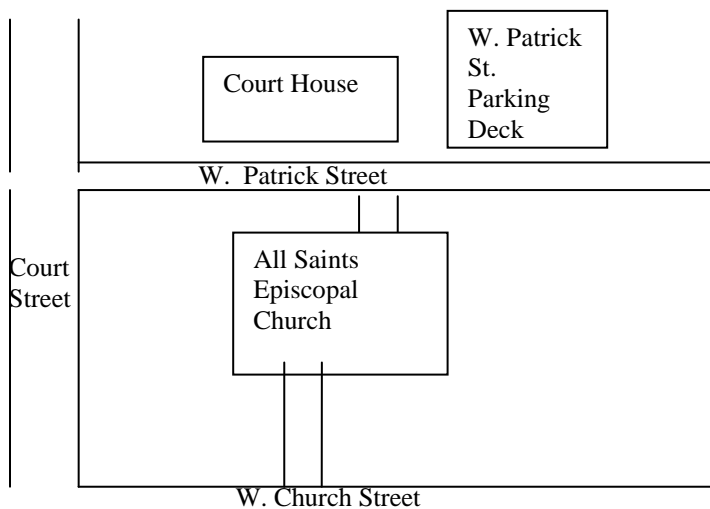 Court House
W. Patrick
St.
Parking
Deck
W.  Patrick Street
All Saints
Episcopal
Church
Court
Street
W. Church Street